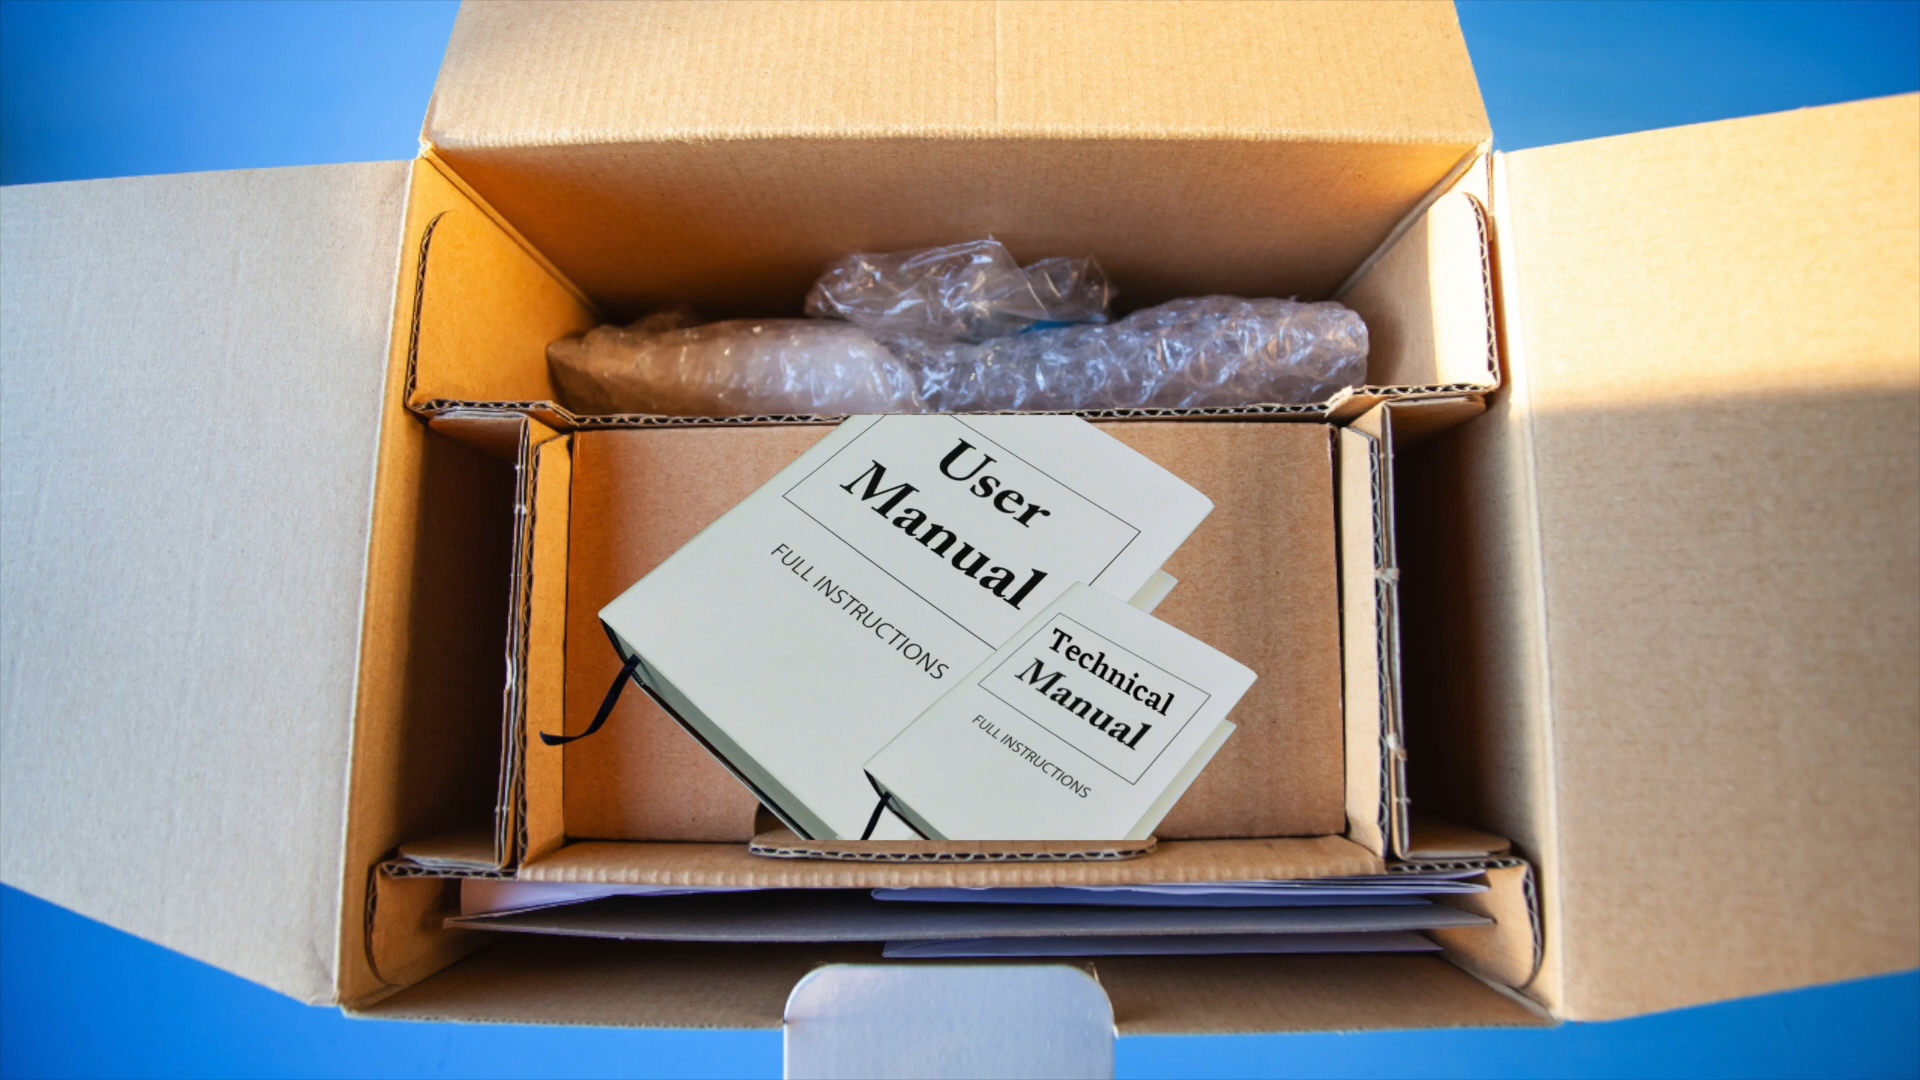 User
Manual
FULL INSTRUCTIONS
Technical
Manual
FULL INSTRUCTIONS